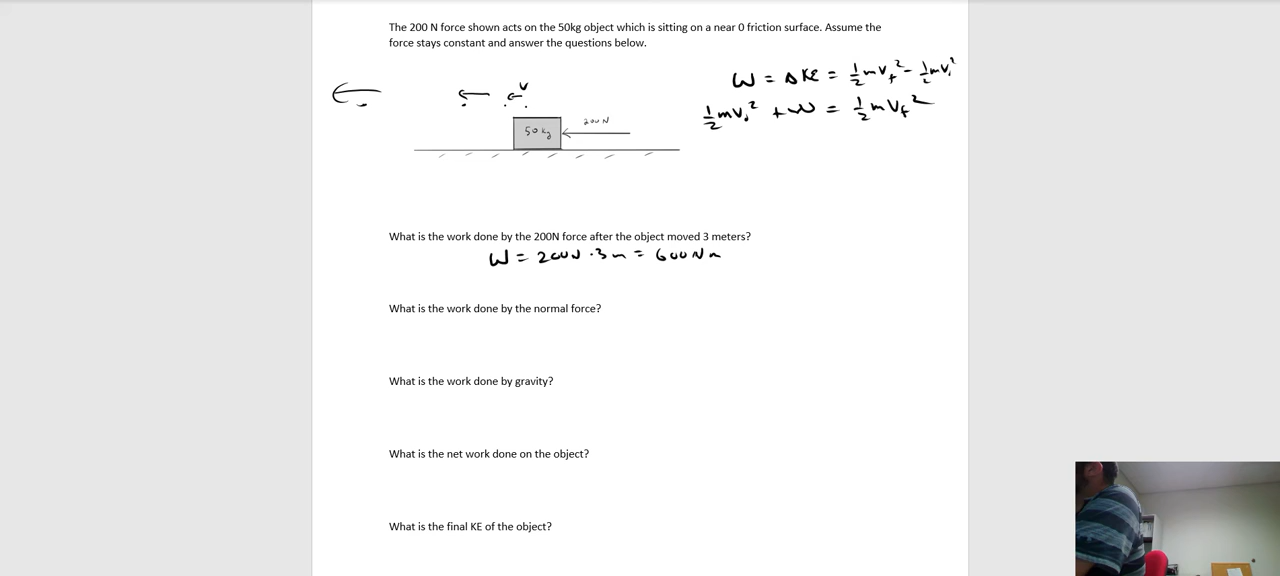 The 200 N force shown acts on the 50kg object which is sitting on a near 0 friction surface. Assume the
force stays constant and answer the questions below.
W = ΔKE = ½mv_f² - ½mv_i²
½mv_i² + W = ½mv_f²
v
200N
50 kg
What is the work done by the 200N force after the object moved 3 meters?
W = 200N · 3m = 600Nm
What is the work done by the normal force?
What is the work done by gravity?
What is the net work done on the object?
What is the final KE of the object?